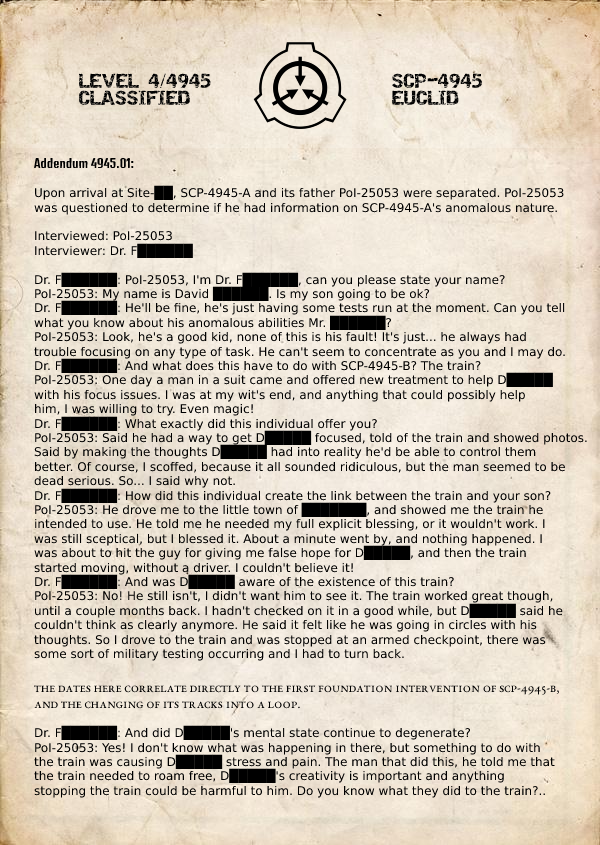 LEVEL 4/4945
CLASSIFIED
SCP-4945
EUCLID
Addendum 4945.01:
Upon arrival at Site-██, SCP-4945-A and its father PoI-25053 were separated. PoI-25053
was questioned to determine if he had information on SCP-4945-A's anomalous nature.
Interviewed: PoI-25053
Interviewer: Dr. F██████
Dr. F██████: PoI-25053, I'm Dr. F██████, can you please state your name?
PoI-25053: My name is David ██████. Is my son going to be ok?
Dr. F██████: He'll be fine, he's just having some tests run at the moment. Can you tell
what you know about his anomalous abilities Mr. ██████?
PoI-25053: Look, he's a good kid, none of this is his fault! It's just... he always had
trouble focusing on any type of task. He can't seem to concentrate as you and I may do.
Dr. F██████: And what does this have to do with SCP-4945-B? The train?
PoI-25053: One day a man in a suit came and offered new treatment to help D█████
with his focus issues. I was at my wit's end, and anything that could possibly help
him, I was willing to try. Even magic!
Dr. F██████: What exactly did this individual offer you?
PoI-25053: Said he had a way to get D█████ focused, told of the train and showed photos.
Said by making the thoughts D█████ had into reality he'd be able to control them
better. Of course, I scoffed, because it all sounded ridiculous, but the man seemed to be
dead serious. So... I said why not.
Dr. F██████: How did this individual create the link between the train and your son?
PoI-25053: He drove me to the little town of ███████, and showed me the train he
intended to use. He told me he needed my full explicit blessing, or it wouldn't work. I
was still sceptical, but I blessed it. About a minute went by, and nothing happened. I
was about to hit the guy for giving me false hope for D█████, and then the train
started moving, without a driver. I couldn't believe it!
Dr. F██████: And was D█████ aware of the existence of this train?
PoI-25053: No! He still isn't, I didn't want him to see it. The train worked great though,
until a couple months back. I hadn't checked on it in a good while, but D█████ said he
couldn't think as clearly anymore. He said it felt like he was going in circles with his
thoughts. So I drove to the train and was stopped at an armed checkpoint, there was
some sort of military testing occurring and I had to turn back.
THE DATES HERE CORRELATE DIRECTLY TO THE FIRST FOUNDATION INTERVENTION OF SCP-4945-B,
AND THE CHANGING OF ITS TRACKS INTO A LOOP.
Dr. F██████: And did D█████'s mental state continue to degenerate?
PoI-25053: Yes! I don't know what was happening in there, but something to do with
the train was causing D█████ stress and pain. The man that did this, he told me that
the train needed to roam free, D█████'s creativity is important and anything
stopping the train could be harmful to him. Do you know what they did to the train?..